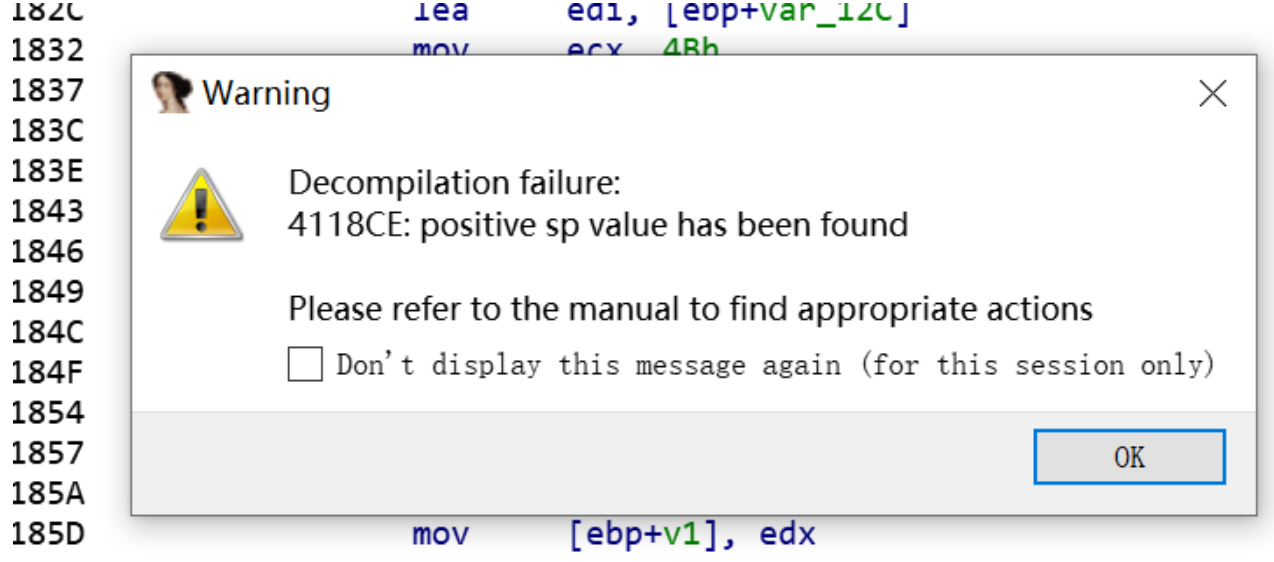 182C lea edi, [ebp+var_12C]
1832 mov ecx, 4Bh
1837
Warning
183C
183E
Decompilation failure:
1843
4118CE: positive sp value has been found
1846
1849
Please refer to the manual to find appropriate actions
184C
184F
Don't display this message again (for this session only)
1854
1857
OK
185A
185D mov [ebp+v1], edx